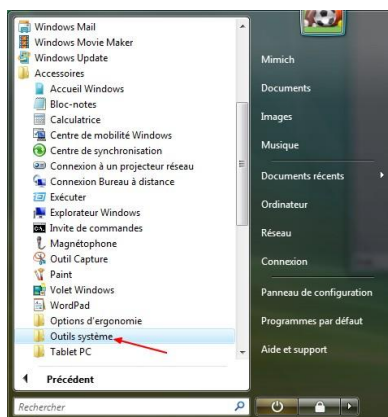 Windows Mail
Windows Movie Maker
Windows Update
Accessoires
Accueil Windows
Bloc-notes
Calculatrice
Centre de mobilité Windows
Centre de synchronisation
Connexion à un projecteur réseau
Connexion Bureau à distance
Exécuter
Explorateur Windows
Invite de commandes
Magnétophone
Outil Capture
Paint
Volet Windows
WordPad
Options d'ergonomie
Outils système
Tablet PC
Précédent
Rechercher
Mimich
Documents
Images
Musique
Documents récents
Ordinateur
Réseau
Connexion
Panneau de configuration
Programmes par défaut
Aide et support